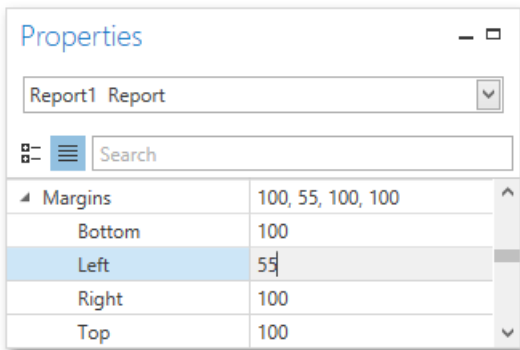 Properties
Report1 Report
Search
Margins 100, 55, 100, 100
Bottom 100
Left 55
Right 100
Top 100